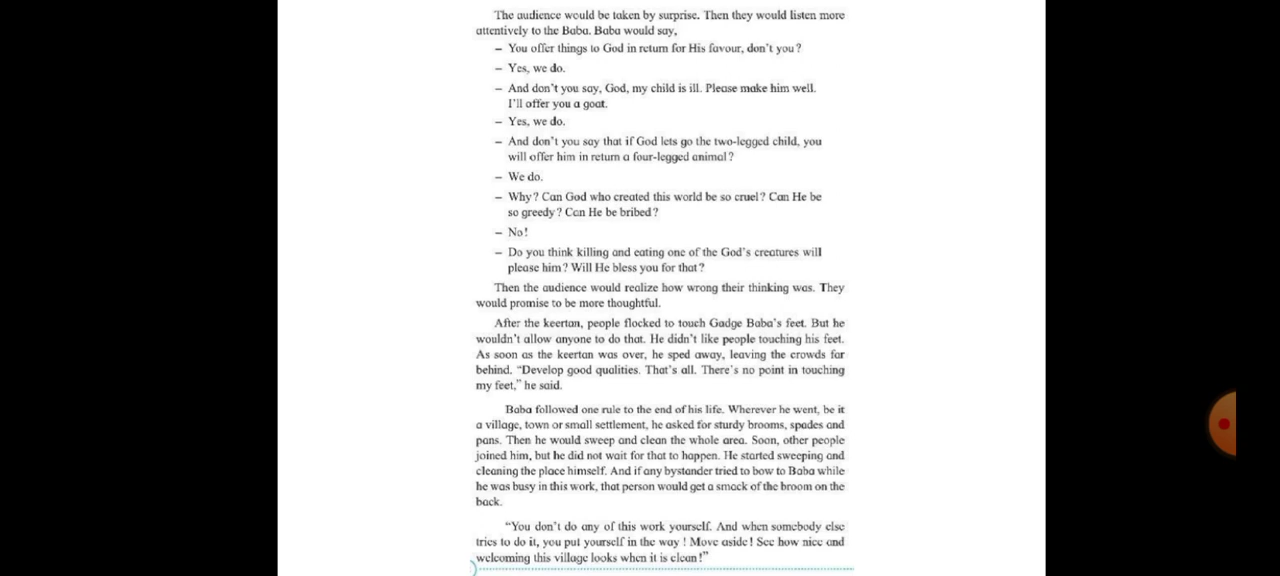 The audience would be taken by surprise. Then they would listen more
attentively to the Baba. Baba would say,
– You offer things to God in return for His favour, don't you?
– Yes, we do.
– And don't you say, God, my child is ill. Please make him well.
I'll offer you a goat.
– Yes, we do.
– And don't you say that if God lets go the two-legged child, you
will offer him in return a four-legged animal?
– We do.
– Why? Can God who created this world be so cruel? Can He be
so greedy? Can He be bribed?
– No!
– Do you think killing and eating one of the God's creatures will
please him? Will He bless you for that?
Then the audience would realize how wrong their thinking was. They
would promise to be more thoughtful.
After the keertan, people flocked to touch Gadge Baba's feet. But he
wouldn't allow anyone to do that. He didn't like people touching his feet.
As soon as the keertan was over, he sped away, leaving the crowds far
behind. "Develop good qualities. That's all. There's no point in touching
my feet," he said.
Baba followed one rule to the end of his life. Wherever he went, be it
a village, town or small settlement, he asked for sturdy brooms, spades and
pans. Then he would sweep and clean the whole area. Soon, other people
joined him, but he did not wait for that to happen. He started sweeping and
cleaning the place himself. And if any bystander tried to bow to Baba while
he was busy in this work, that person would get a smack of the broom on the
back.
"You don't do any of this work yourself. And when somebody else
tries to do it, you put yourself in the way ! Move aside! See how nice and
welcoming this village looks when it is clean!"